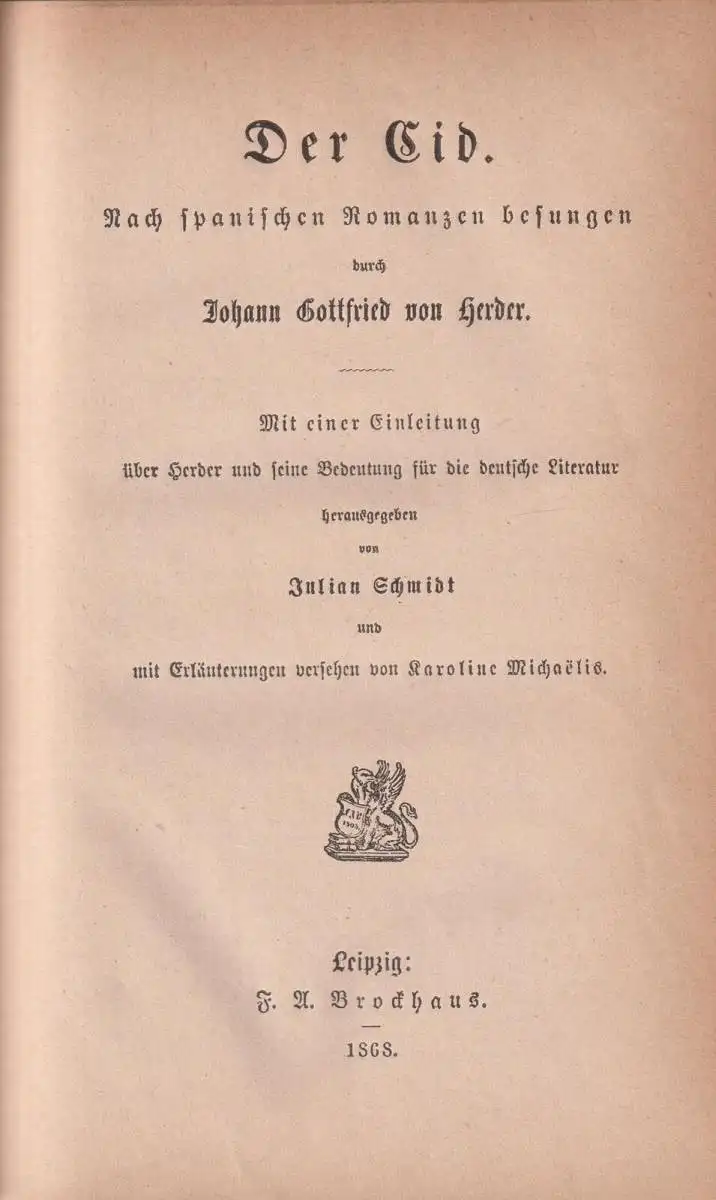 Der Cid.
Nach spanischen Romanzen besungen
durch
Johann Gottfried von Herder.
Mit einer Einleitung
über Herder und seine Bedeutung für die deutsche Literatur
herausgegeben
von
Julian Schmidt
und
mit Erläuterungen versehen von Karoline Michaëlis.
Leipzig:
F. A. Brockhaus.
1868.